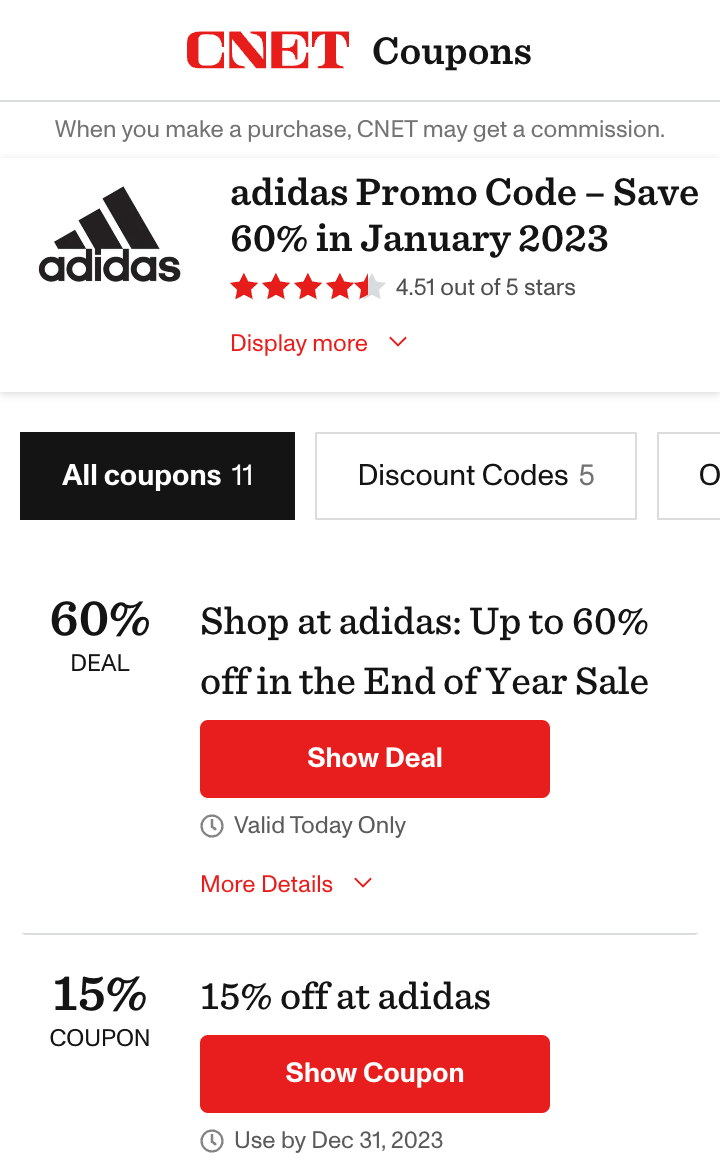 CNET Coupons
When you make a purchase, CNET may get a commission.
adidas
adidas Promo Code – Save
60% in January 2023
4.51 out of 5 stars
Display more
All coupons 11
Discount Codes 5
O
60%
DEAL
Shop at adidas: Up to 60%
off in the End of Year Sale
Show Deal
Valid Today Only
More Details
15%
COUPON
15% off at adidas
Show Coupon
Use by Dec 31, 2023